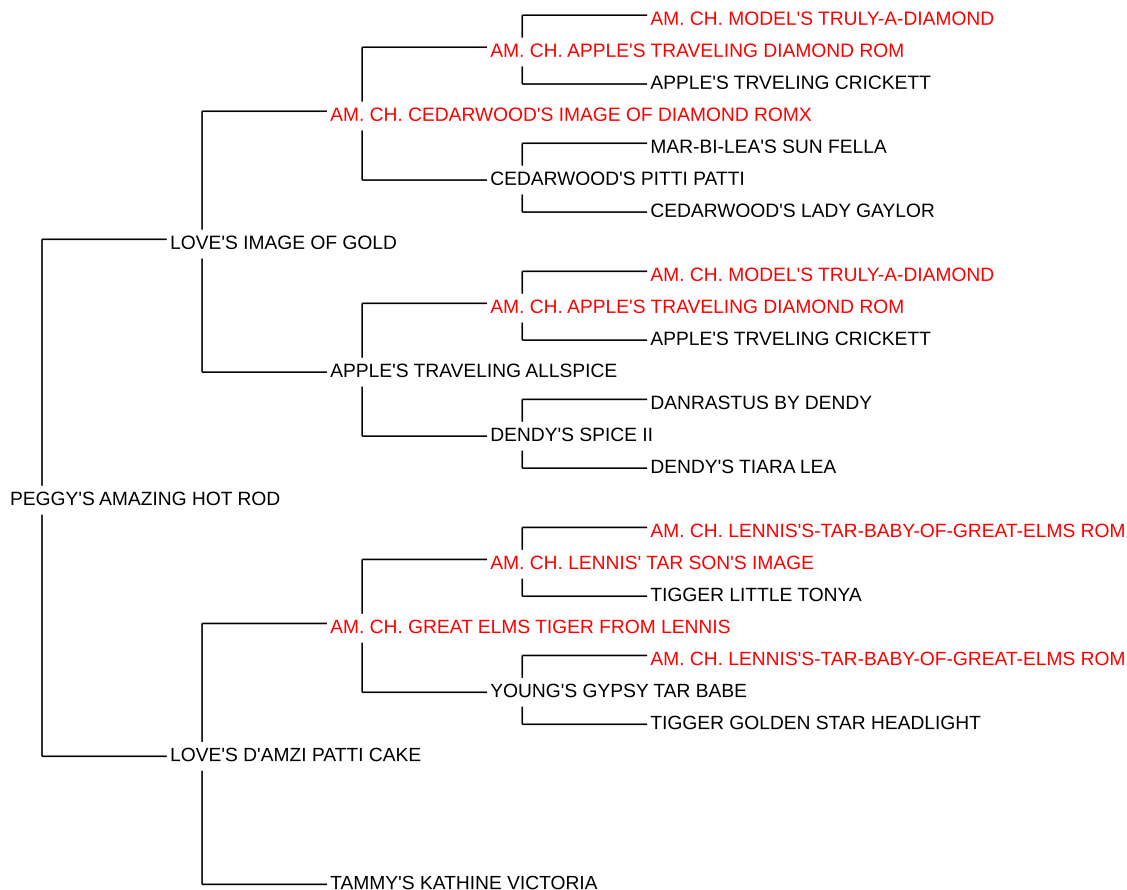 AM. CH. MODEL'S TRULY-A-DIAMOND
AM. CH. APPLE'S TRAVELING DIAMOND ROM
APPLE'S TRVELING CRICKETT
AM. CH. CEDARWOOD'S IMAGE OF DIAMOND ROMX
MAR-BI-LEA'S SUN FELLA
CEDARWOOD'S PITTI PATTI
CEDARWOOD'S LADY GAYLOR
LOVE'S IMAGE OF GOLD
AM. CH. MODEL'S TRULY-A-DIAMOND
AM. CH. APPLE'S TRAVELING DIAMOND ROM
APPLE'S TRVELING CRICKETT
APPLE'S TRAVELING ALLSPICE
DANRASTUS BY DENDY
DENDY'S SPICE II
DENDY'S TIARA LEA
PEGGY'S AMAZING HOT ROD
AM. CH. LENNIS'S-TAR-BABY-OF-GREAT-ELMS ROM
AM. CH. LENNIS' TAR SON'S IMAGE
TIGGER LITTLE TONYA
AM. CH. GREAT ELMS TIGER FROM LENNIS
AM. CH. LENNIS'S-TAR-BABY-OF-GREAT-ELMS ROM
YOUNG'S GYPSY TAR BABE
TIGGER GOLDEN STAR HEADLIGHT
LOVE'S D'AMZI PATTI CAKE
TAMMY'S KATHINE VICTORIA